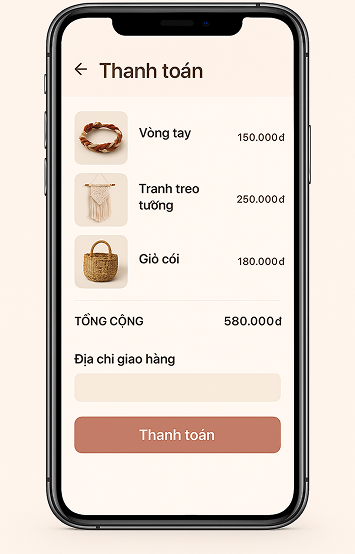 Thanh toán
Vòng tay 150.000đ
Tranh treo
tường 250.000đ
Giỏ cói 180.000đ
TỔNG CỘNG 580.000đ
Địa chỉ giao hàng
Thanh toán